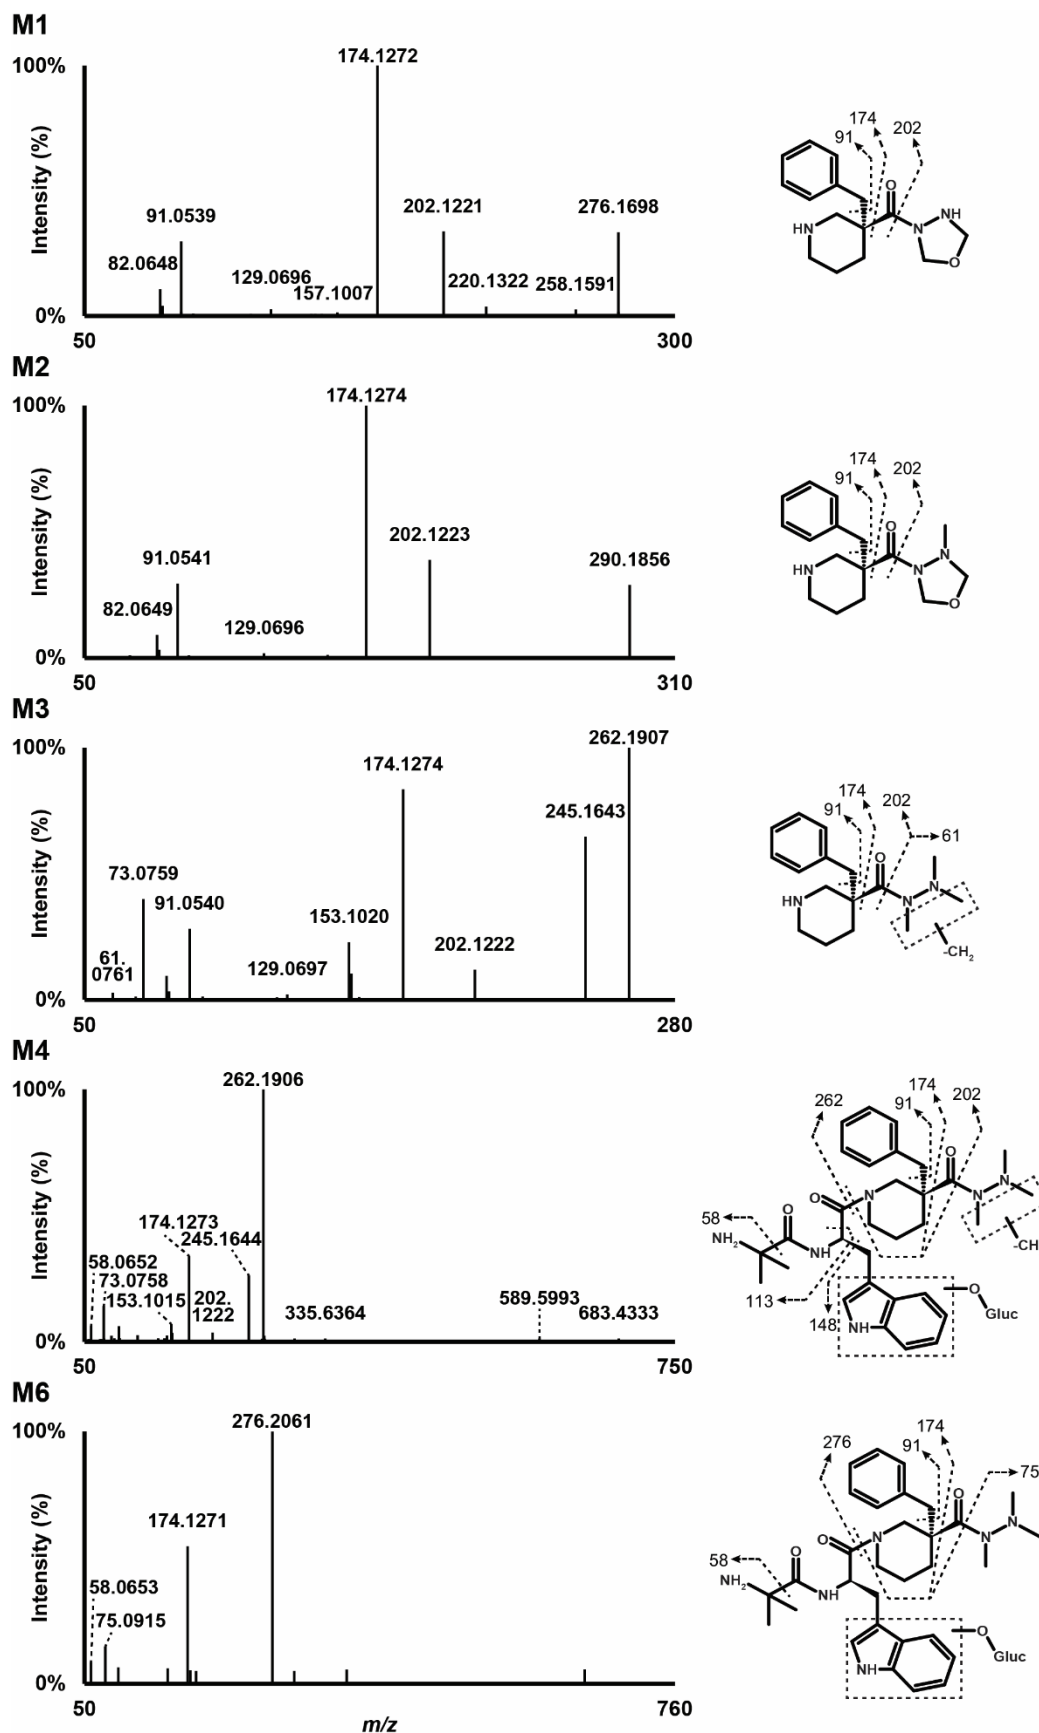 M1
100%
Intensity (%)
0%
50
300
174.1272
91.0539
202.1221
276.1698
82.0648
129.0696
157.1007
220.1322
258.1591
174
91
202
O
HN
N
NH
O
M2
100%
Intensity (%)
0%
50
310
174.1274
202.1223
91.0541
290.1856
82.0649
129.0696
174
91
202
O
HN
N
N
O
M3
100%
Intensity (%)
0%
50
280
262.1907
174.1274
245.1643
73.0759
91.0540
153.1020
61.
0761
129.0697
202.1222
202
174
91
61
O
HN
N
N
-CH₂
M4
100%
Intensity (%)
0%
50
750
262.1906
174.1273
245.1644
58.0652
73.0758
153.1015
202.
1222
335.6364
589.5993
683.4333
174
262
91
202
O
O
N
N
N
58
O
NH₂
NH
-CH
113
148
NH
O
Gluc
M6
100%
Intensity (%)
0%
50
760
m/z
276.2061
174.1271
58.0653
75.0915
174
276
91
75
O
O
N
N
N
58
O
NH₂
NH
NH
O
Gluc